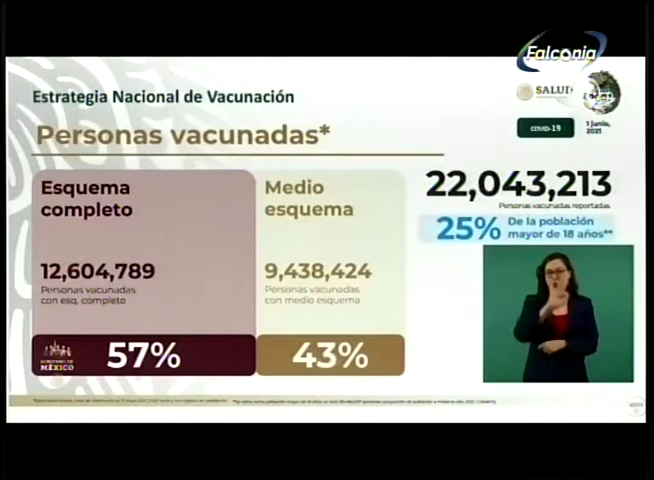 Falconia
Estrategia Nacional de Vacunación
SALUD
Personas vacunadas*
COVID-19
1 junio,
2021
Esquema
completo
Medio
esquema
22,043,213
Personas vacunadas reportadas
25%
De la población
mayor de 18 años**
12,604,789
Personas vacunadas
con esq. completo
9,438,424
Personas vacunadas
con medio esquema
GOBIERNO DE
MÉXICO
57%
43%